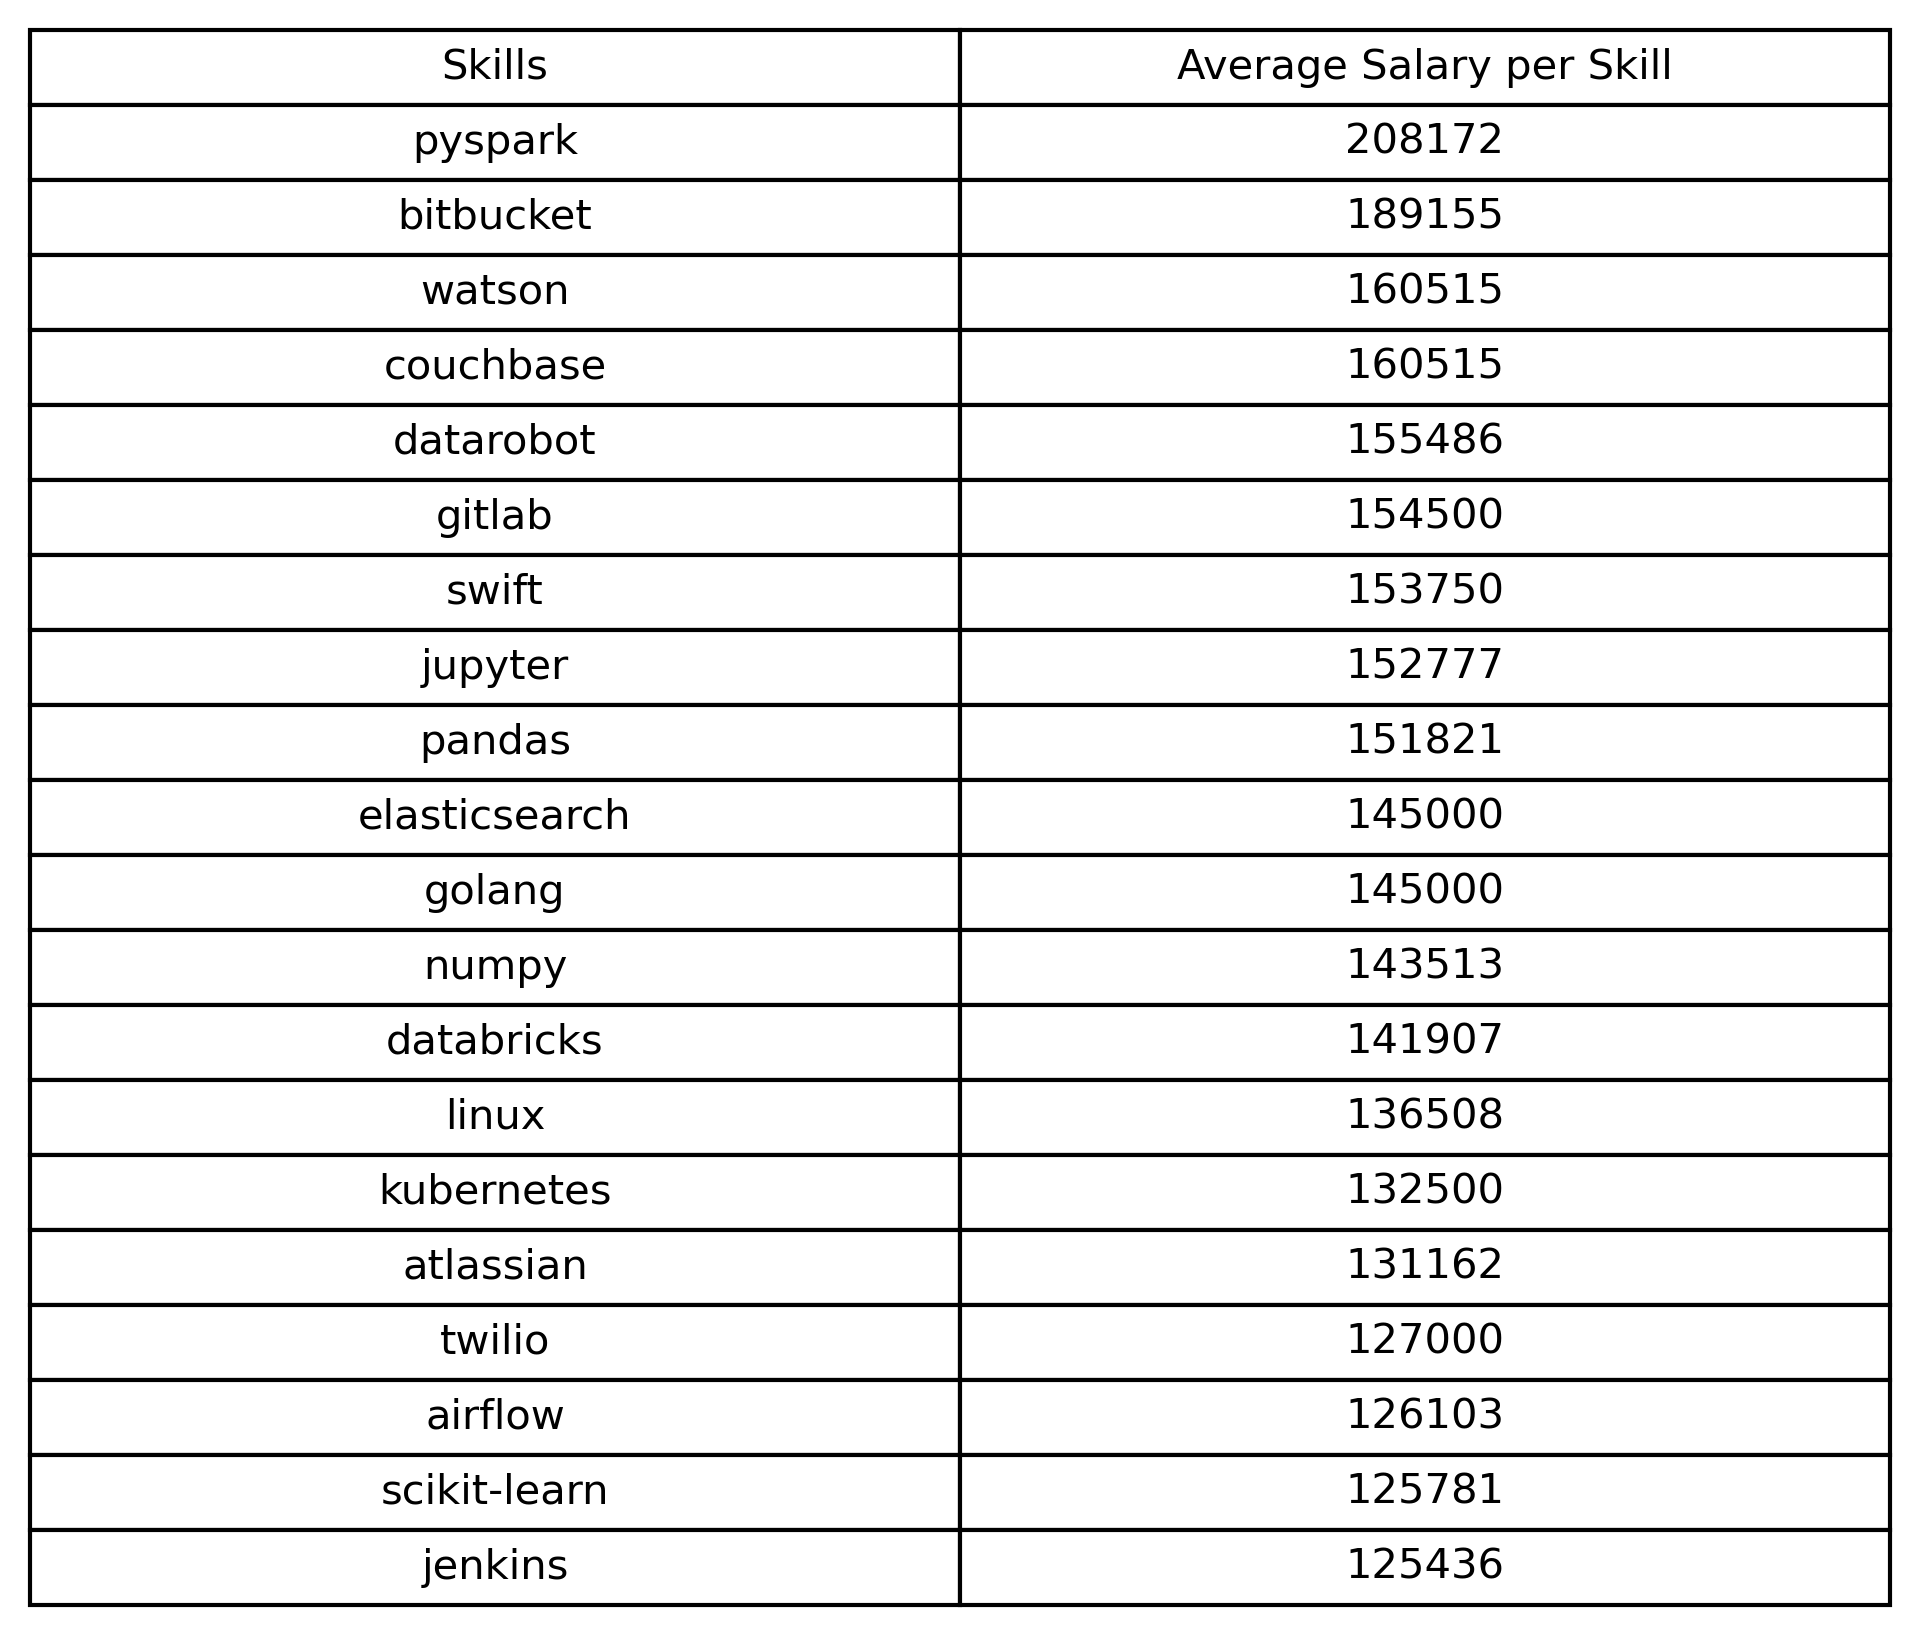 Skills Average Salary per Skill
pyspark 208172
bitbucket 189155
watson 160515
couchbase 160515
datarobot 155486
gitlab 154500
swift 153750
jupyter 152777
pandas 151821
elasticsearch 145000
golang 145000
numpy 143513
databricks 141907
linux 136508
kubernetes 132500
atlassian 131162
twilio 127000
airflow 126103
scikit-learn 125781
jenkins 125436